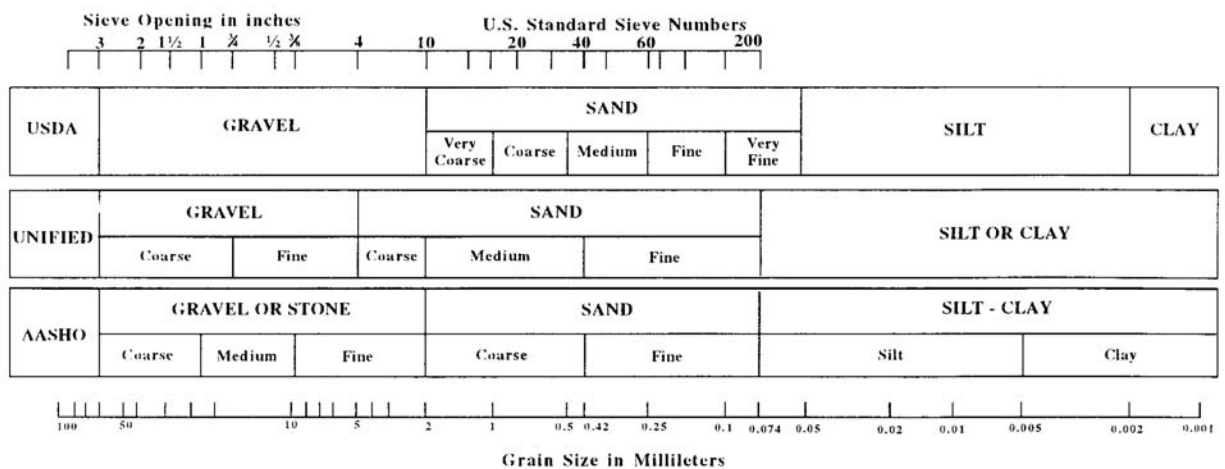 Sieve Opening in inches U.S. Standard Sieve Numbers
3 2 1½ 1 ¾ ½ ⅜ 4 10 20 40 60 200
USDA GRAVEL SAND SILT CLAY
Very Coarse Coarse Medium Fine Very Fine
UNIFIED GRAVEL SAND SILT OR CLAY
Coarse Fine Coarse Medium Fine
AASHO GRAVEL OR STONE SAND SILT - CLAY
Coarse Medium Fine Coarse Fine Silt Clay
100 50 10 5 2 1 0.5 0.42 0.25 0.1 0.074 0.05 0.02 0.01 0.005 0.002 0.001
Grain Size in Millileters